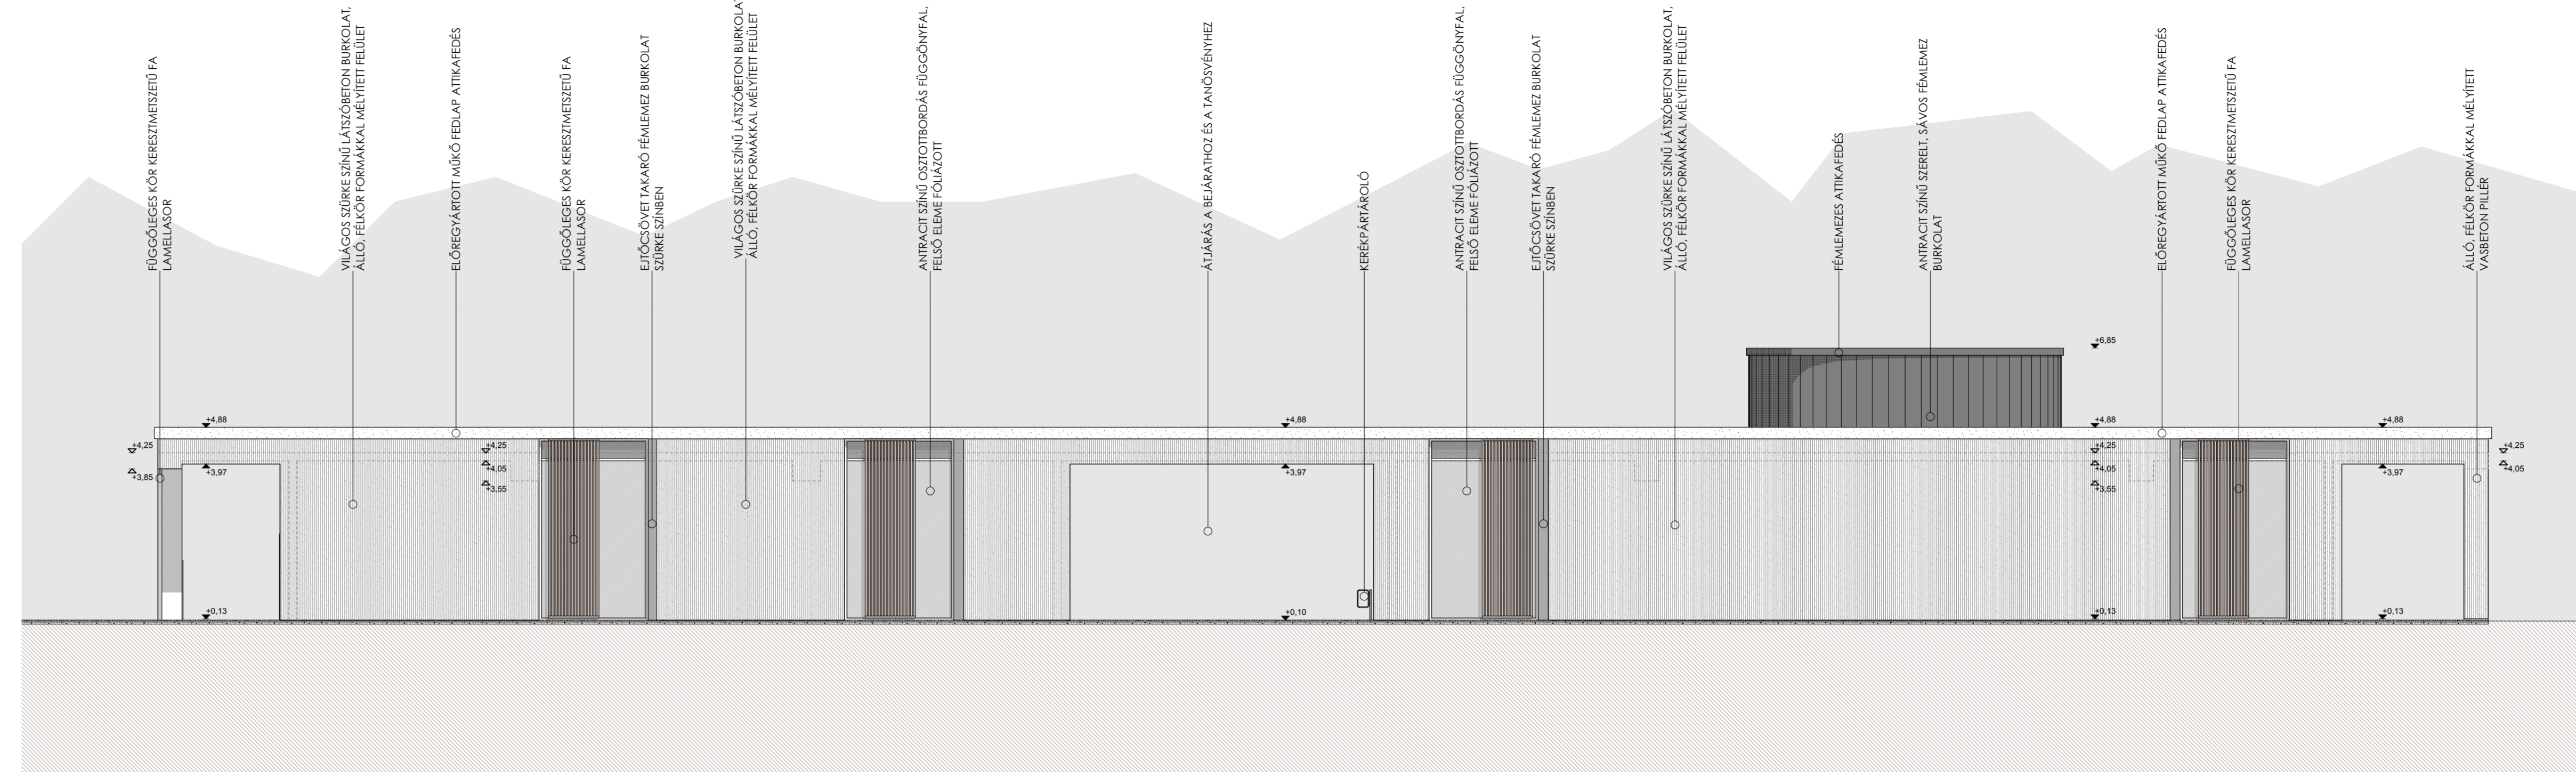 FÜGGŐLEGES KÖR KERESZTMETSZETŰ FA
LAMELLASOR
VILÁGOS SZÜRKE SZÍNŰ LÁTSZÓBETON BURKOLAT,
ÁLLÓ, FÉLKÖR FORMÁKKAL MÉLYÍTETT FELÜLET
ELŐREGYÁRTOTT MŰKŐ FEDLAP ATTIKAFEDÉS
FÜGGŐLEGES KÖR KERESZTMETSZETŰ FA
LAMELLASOR
EJTŐCSÖVET TAKARÓ FÉMLEMEZ BURKOLAT
SZÜRKE SZÍNBEN
VILÁGOS SZÜRKE SZÍNŰ LÁTSZÓBETON BURKOLAT,
ÁLLÓ, FÉLKÖR FORMÁKKAL MÉLYÍTETT FELÜLET
ANTRACIT SZÍNŰ OSZTOTTBORDÁS FÜGGÖNYFAL,
FELSŐ ELEME FÓLIÁZOTT
ÁTJÁRÁS A BEJÁRATHOZ ÉS A TANÖSVÉNYHEZ
KERÉKPÁRTÁROLÓ
ANTRACIT SZÍNŰ OSZTOTTBORDÁS FÜGGÖNYFAL,
FELSŐ ELEME FÓLIÁZOTT
EJTŐCSÖVET TAKARÓ FÉMLEMEZ BURKOLAT
SZÜRKE SZÍNBEN
VILÁGOS SZÜRKE SZÍNŰ LÁTSZÓBETON BURKOLAT,
ÁLLÓ, FÉLKÖR FORMÁKKAL MÉLYÍTETT FELÜLET
FÉMLEMEZES ATTIKAFEDÉS
ANTRACIT SZÍNŰ SZERELT, SÁVOS FÉMLEMEZ
BURKOLAT
ELŐREGYÁRTOTT MŰKŐ FEDLAP ATTIKAFEDÉS
FÜGGŐLEGES KÖR KERESZTMETSZETŰ FA
LAMELLASOR
ÁLLÓ, FÉLKÖR FORMÁKKAL MÉLYÍTETT
VASBETON PILLÉR
+6,85
+4,88
+4,88
+4,88
+4,88
+4,25
+4,25
+4,25
+4,25
+3,85
+3,97
+4,05
+3,55
+3,97
+4,05
+3,55
+3,97
+4,05
+0,13
+0,10
+0,13
+0,13